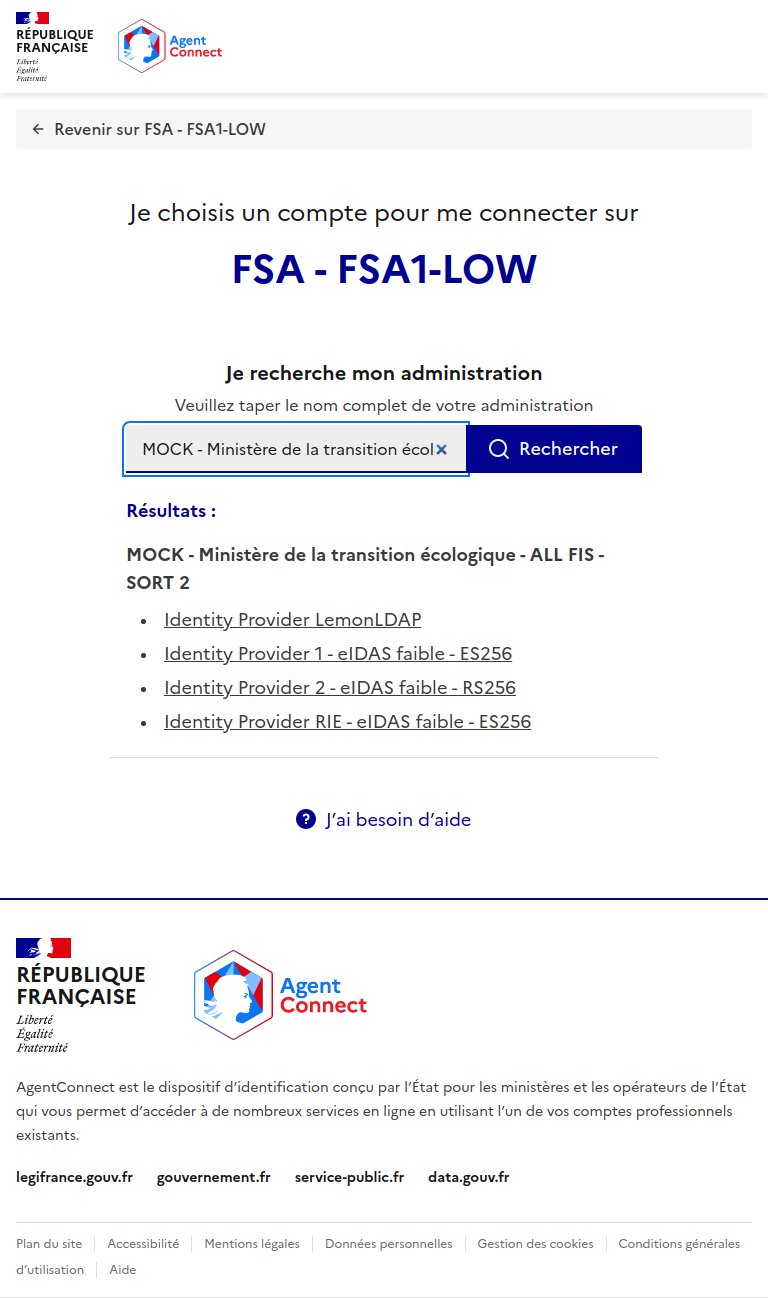 RÉPUBLIQUE
FRANÇAISE
Liberté
Égalité
Fraternité
Agent
Connect
Revenir sur FSA - FSA1-LOW
Je choisis un compte pour me connecter sur
FSA - FSA1-LOW
Je recherche mon administration
Veuillez taper le nom complet de votre administration
MOCK - Ministère de la transition écol
Rechercher
Résultats :
MOCK - Ministère de la transition écologique - ALL FIS -
SORT 2
Identity Provider LemonLDAP
Identity Provider 1 - eIDAS faible - ES256
Identity Provider 2 - eIDAS faible - RS256
Identity Provider RIE - eIDAS faible - ES256
? J’ai besoin d’aide
RÉPUBLIQUE
FRANÇAISE
Liberté
Égalité
Fraternité
Agent
Connect
AgentConnect est le dispositif d’identification conçu par l’État pour les ministères et les opérateurs de l’État
qui vous permet d’accéder à de nombreux services en ligne en utilisant l’un de vos comptes professionnels
existants.
legifrance.gouv.fr gouvernement.fr service-public.fr data.gouv.fr
Plan du site Accessibilité Mentions légales Données personnelles Gestion des cookies Conditions générales
d’utilisation Aide